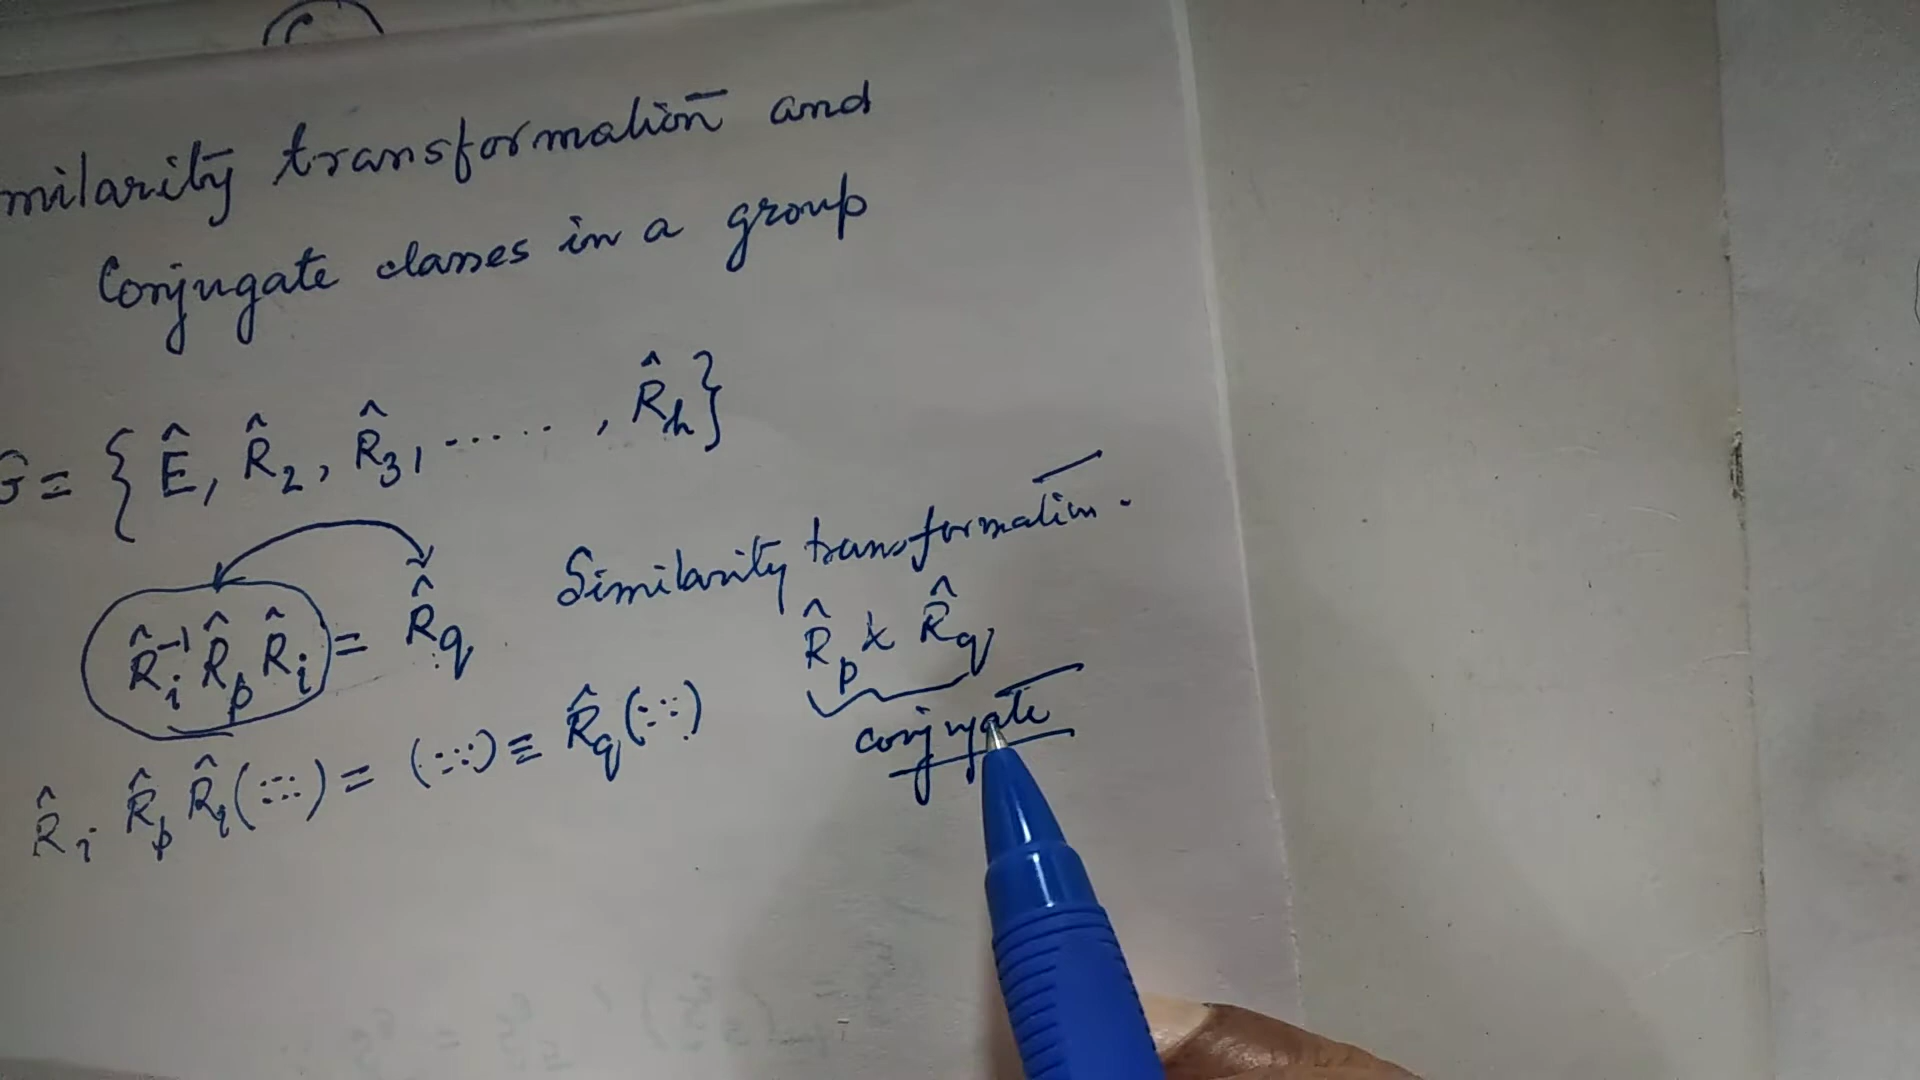 milarity transformation and
Conjugate classes in a group
G = { Ê, R̂₂, R̂₃, ......, R̂ₕ}
R̂ᵢ⁻¹ R̂ₚ R̂ᵢ = R̂q Similarity transformation.
R̂ₚ & R̂q
conjugate
R̂ᵢ R̂ₚ R̂ᵢ (:::) = (:::) ≡ R̂q (:::)